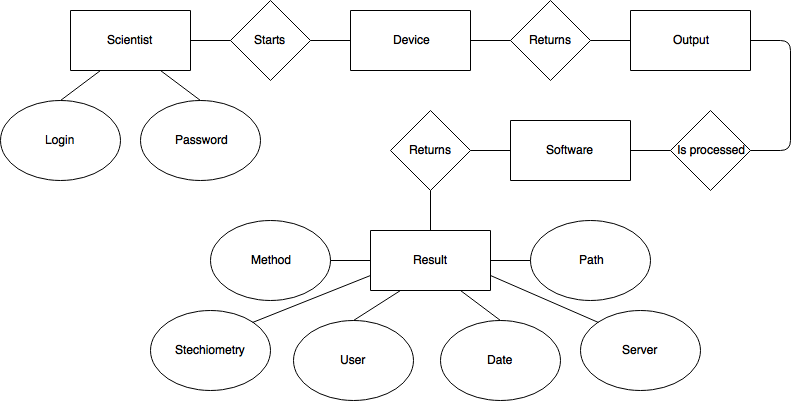 Scientist
Starts
Device
Returns
Output
Login
Password
Returns
Software
Is processed
Method
Result
Path
Stechiometry
User
Date
Server